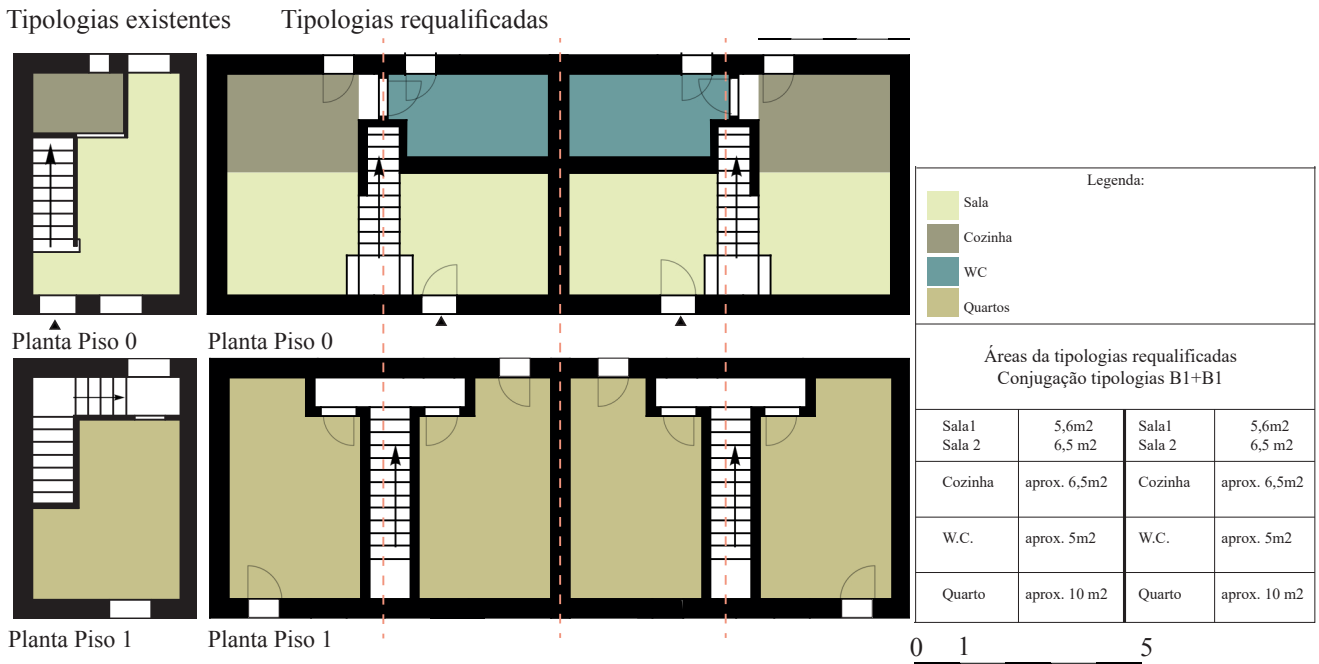 Tipologias existentes
Tipologias requalificadas
Planta Piso 0
Planta Piso 0
Planta Piso 1
Planta Piso 1
Legenda:
Sala
Cozinha
WC
Quartos
Áreas da tipologias requalificadas
Conjugação tipologias B1+B1
Sala1 5,6m2 Sala1 5,6m2
Sala 2 6,5 m2 Sala 2 6,5 m2
Cozinha aprox. 6,5m2 Cozinha aprox. 6,5m2
W.C. aprox. 5m2 W.C. aprox. 5m2
Quarto aprox. 10 m2 Quarto aprox. 10 m2
0 1 5